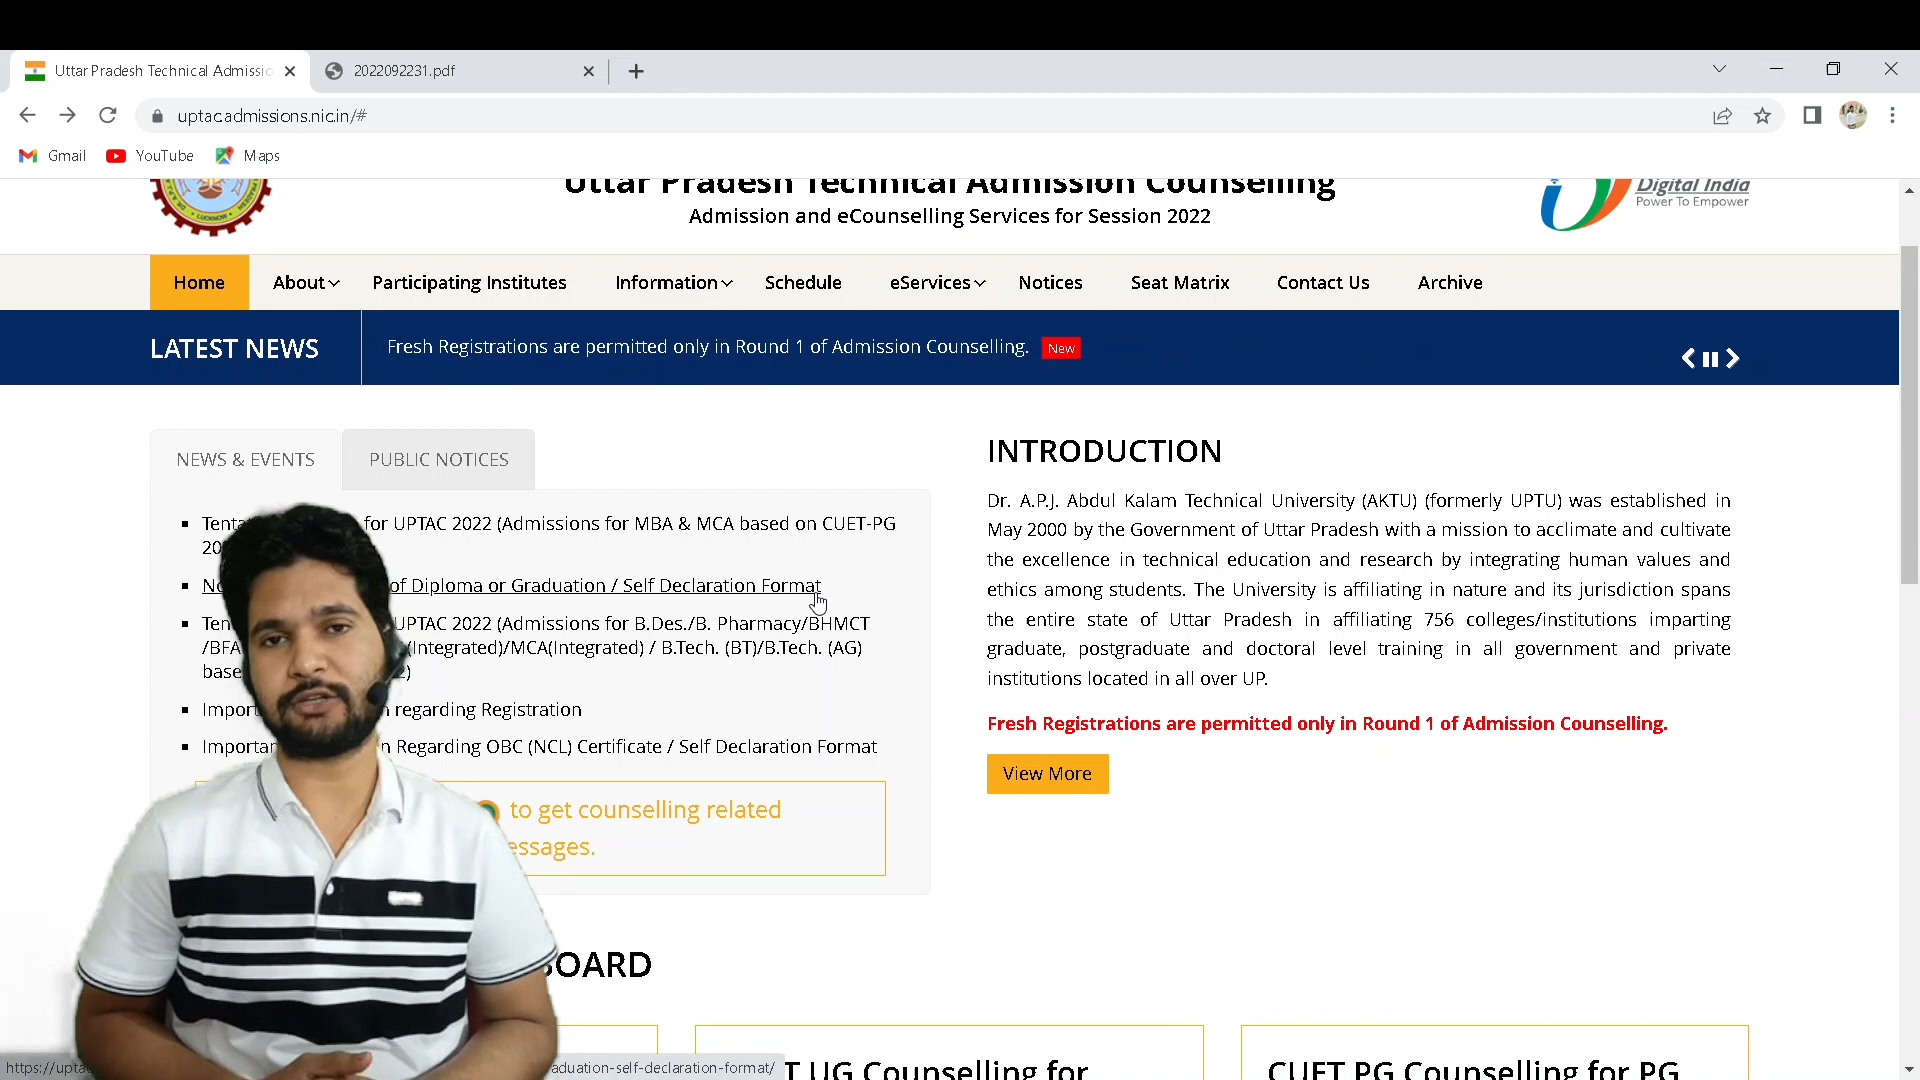 Uttar Pradesh Technical Admissio
2022092231.pdf
uptac.admissions.nic.in/#
Gmail
YouTube
Maps
Uttar Pradesh Technical Admission Counselling
Admission and eCounselling Services for Session 2022
Digital India
Power To Empower
Home
About
Participating Institutes
Information
Schedule
eServices
Notices
Seat Matrix
Contact Us
Archive
LATEST NEWS
Fresh Registrations are permitted only in Round 1 of Admission Counselling.
New
NEWS & EVENTS
PUBLIC NOTICES
for UPTAC 2022 (Admissions for MBA & MCA based on CUET-PG
of Diploma or Graduation / Self Declaration Format
UPTAC 2022 (Admissions for B.Des./B. Pharmacy/BHMCT
(Integrated)/MCA(Integrated) / B.Tech. (BT)/B.Tech. (AG)
regarding Registration
Regarding OBC (NCL) Certificate / Self Declaration Format
to get counselling related
INTRODUCTION
Dr. A.P.J. Abdul Kalam Technical University (AKTU) (formerly UPTU) was established in
May 2000 by the Government of Uttar Pradesh with a mission to acclimate and cultivate
the excellence in technical education and research by integrating human values and
ethics among students. The University is affiliating in nature and its jurisdiction spans
the entire state of Uttar Pradesh in affiliating 756 colleges/institutions imparting
graduate, postgraduate and doctoral level training in all government and private
institutions located in all over UP.
Fresh Registrations are permitted only in Round 1 of Admission Counselling.
View More
UG Counselling for
CUET PG Counselling for PG